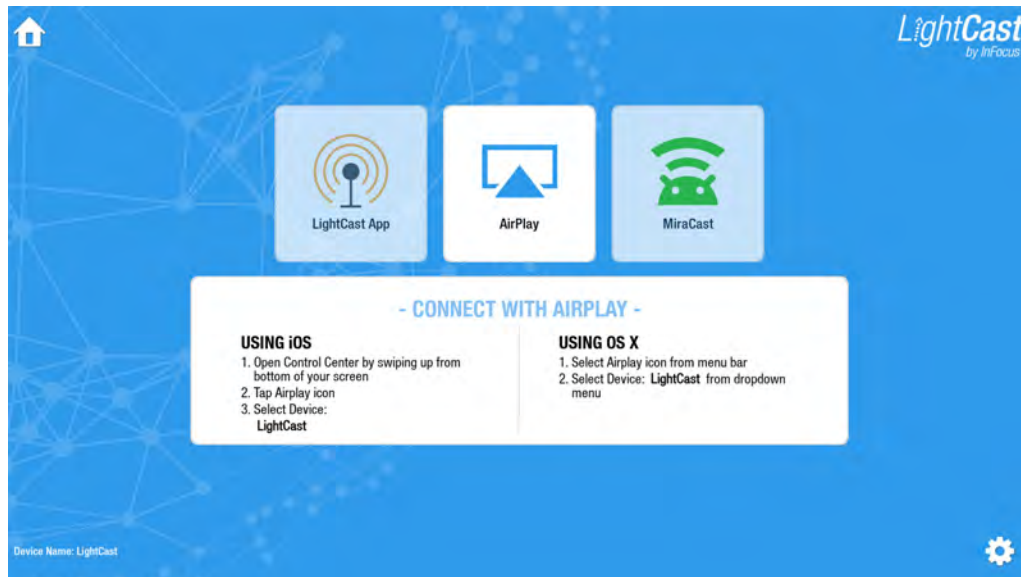 LightCast
by InFocus
LightCast App
AirPlay
MiraCast
- CONNECT WITH AIRPLAY -
USING iOS
1. Open Control Center by swiping up from
bottom of your screen
2. Tap Airplay icon
3. Select Device:
LightCast
USING OS X
1. Select Airplay icon from menu bar
2. Select Device: LightCast from dropdown
menu
Device Name: LightCast